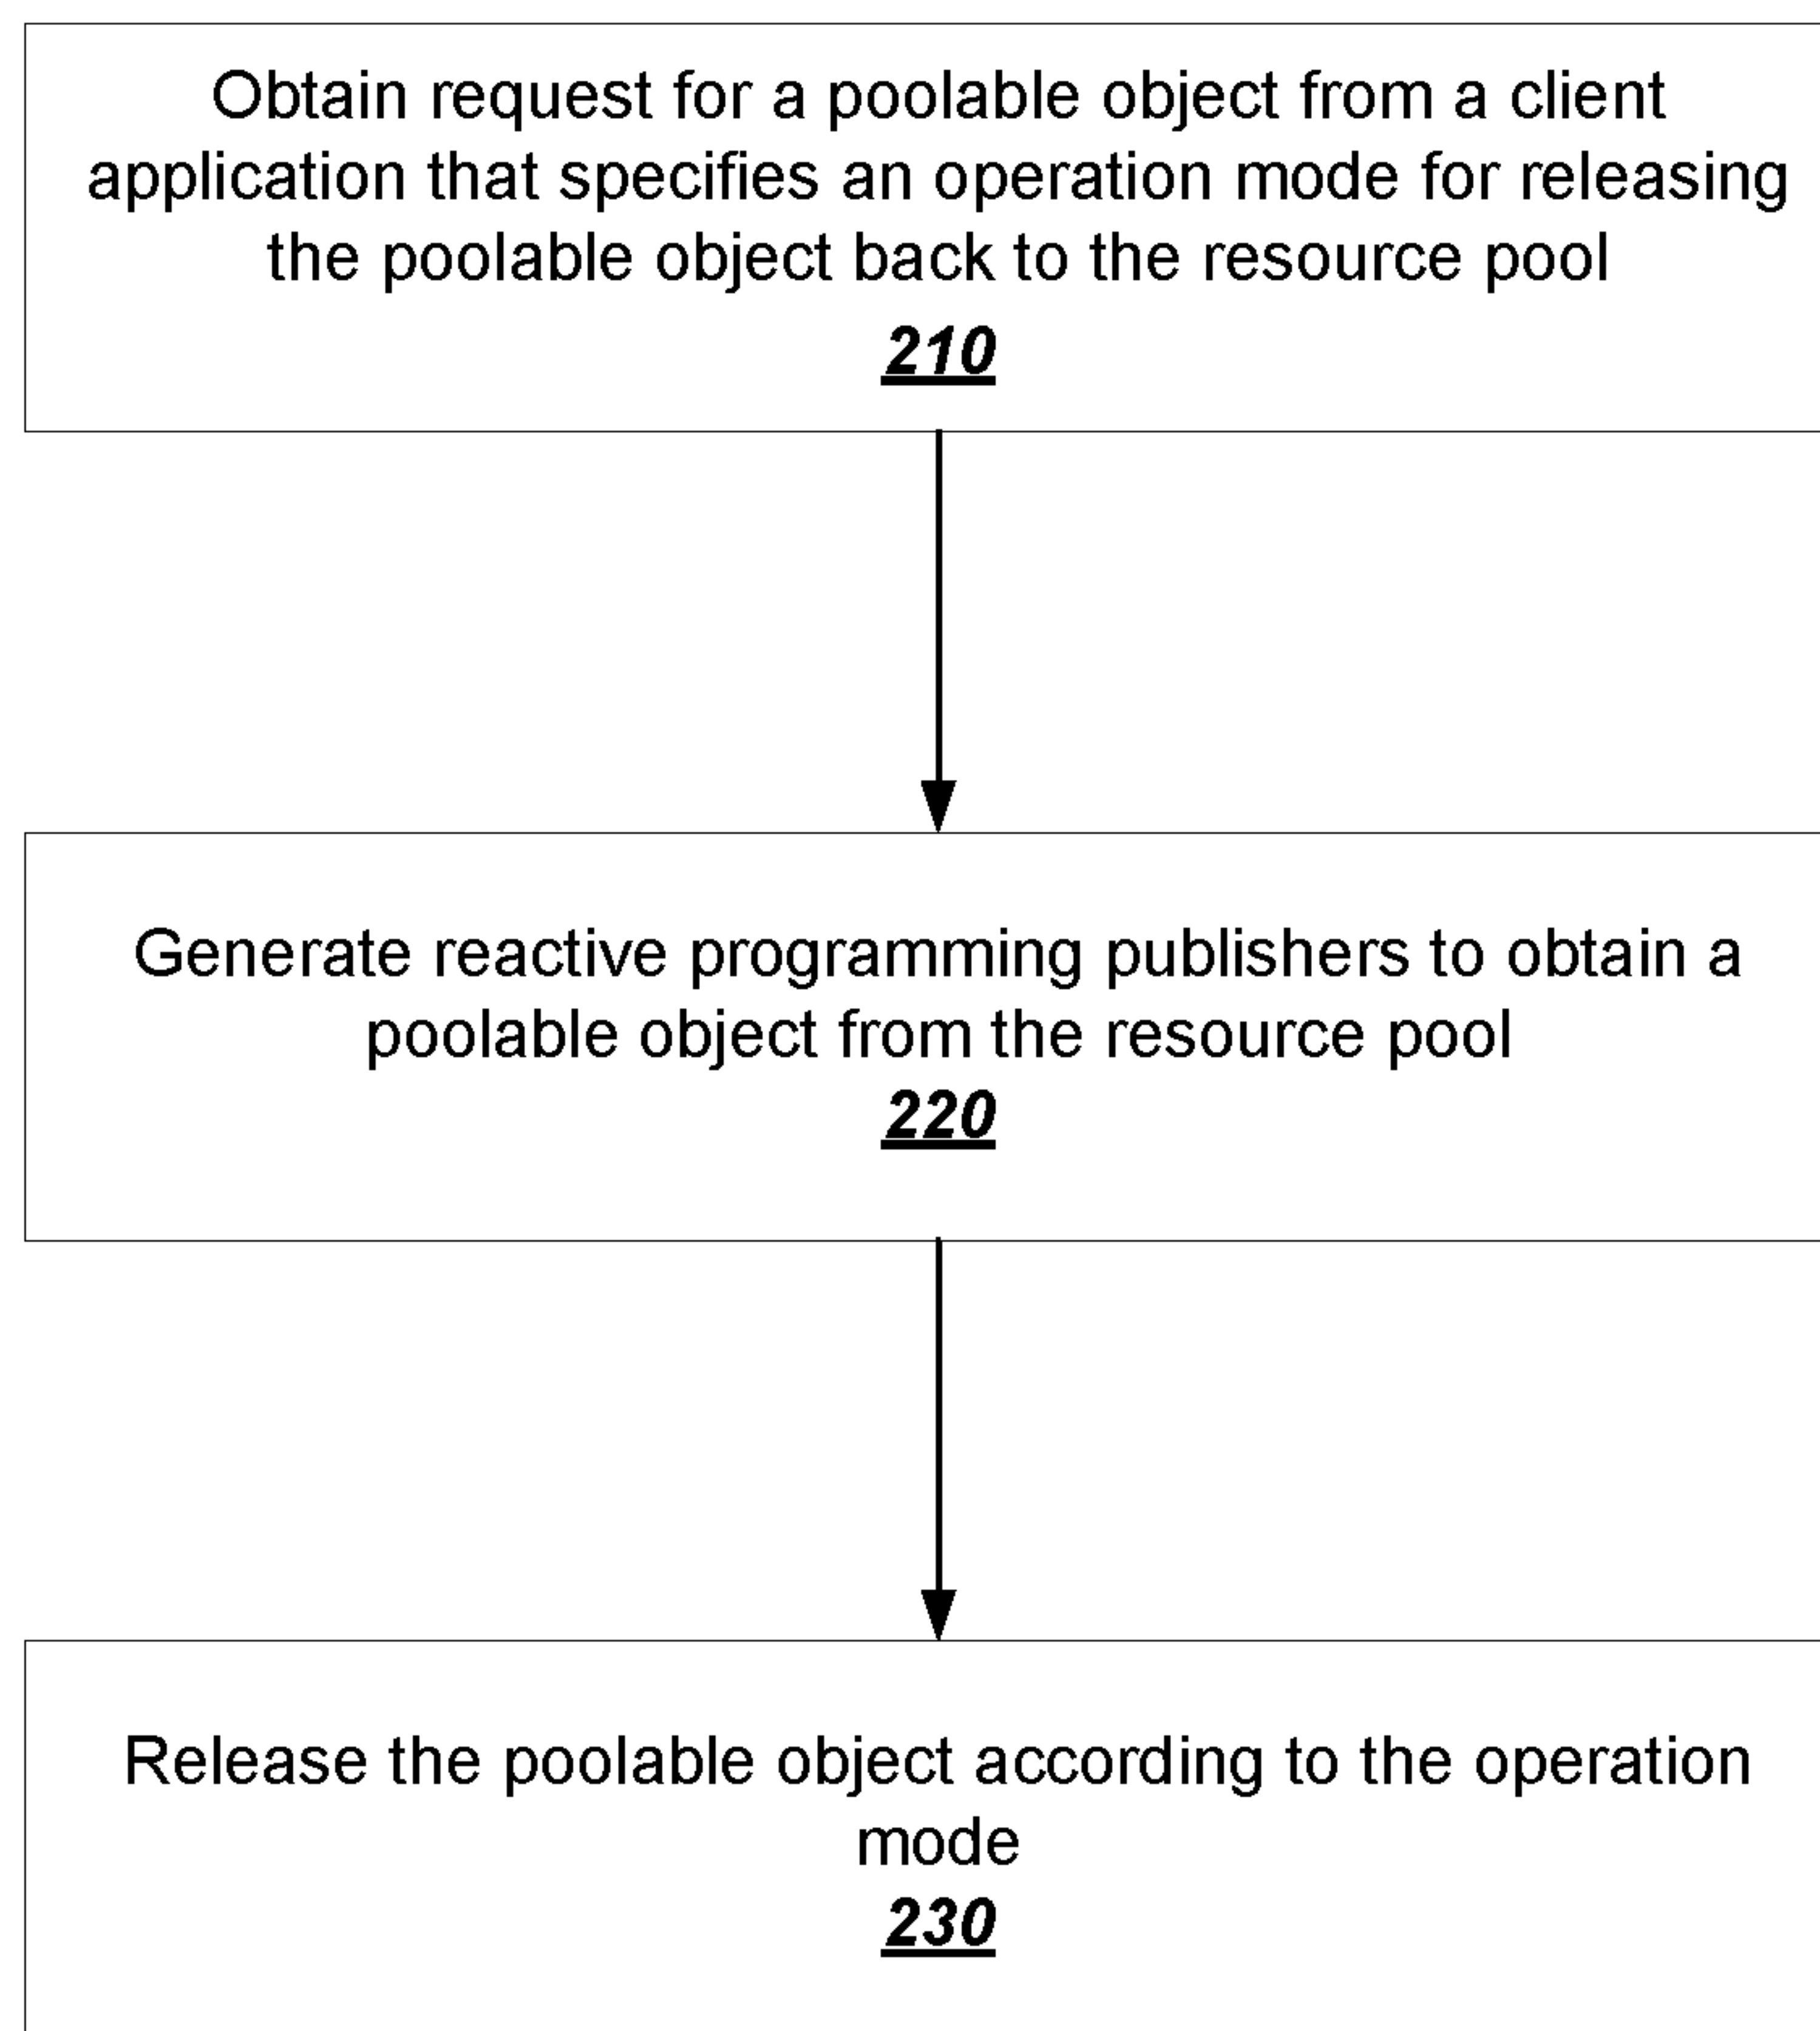 Obtain request for a poolable object from a client
application that specifies an operation mode for releasing
the poolable object back to the resource pool
210
Generate reactive programming publishers to obtain a
poolable object from the resource pool
220
Release the poolable object according to the operation
mode
230